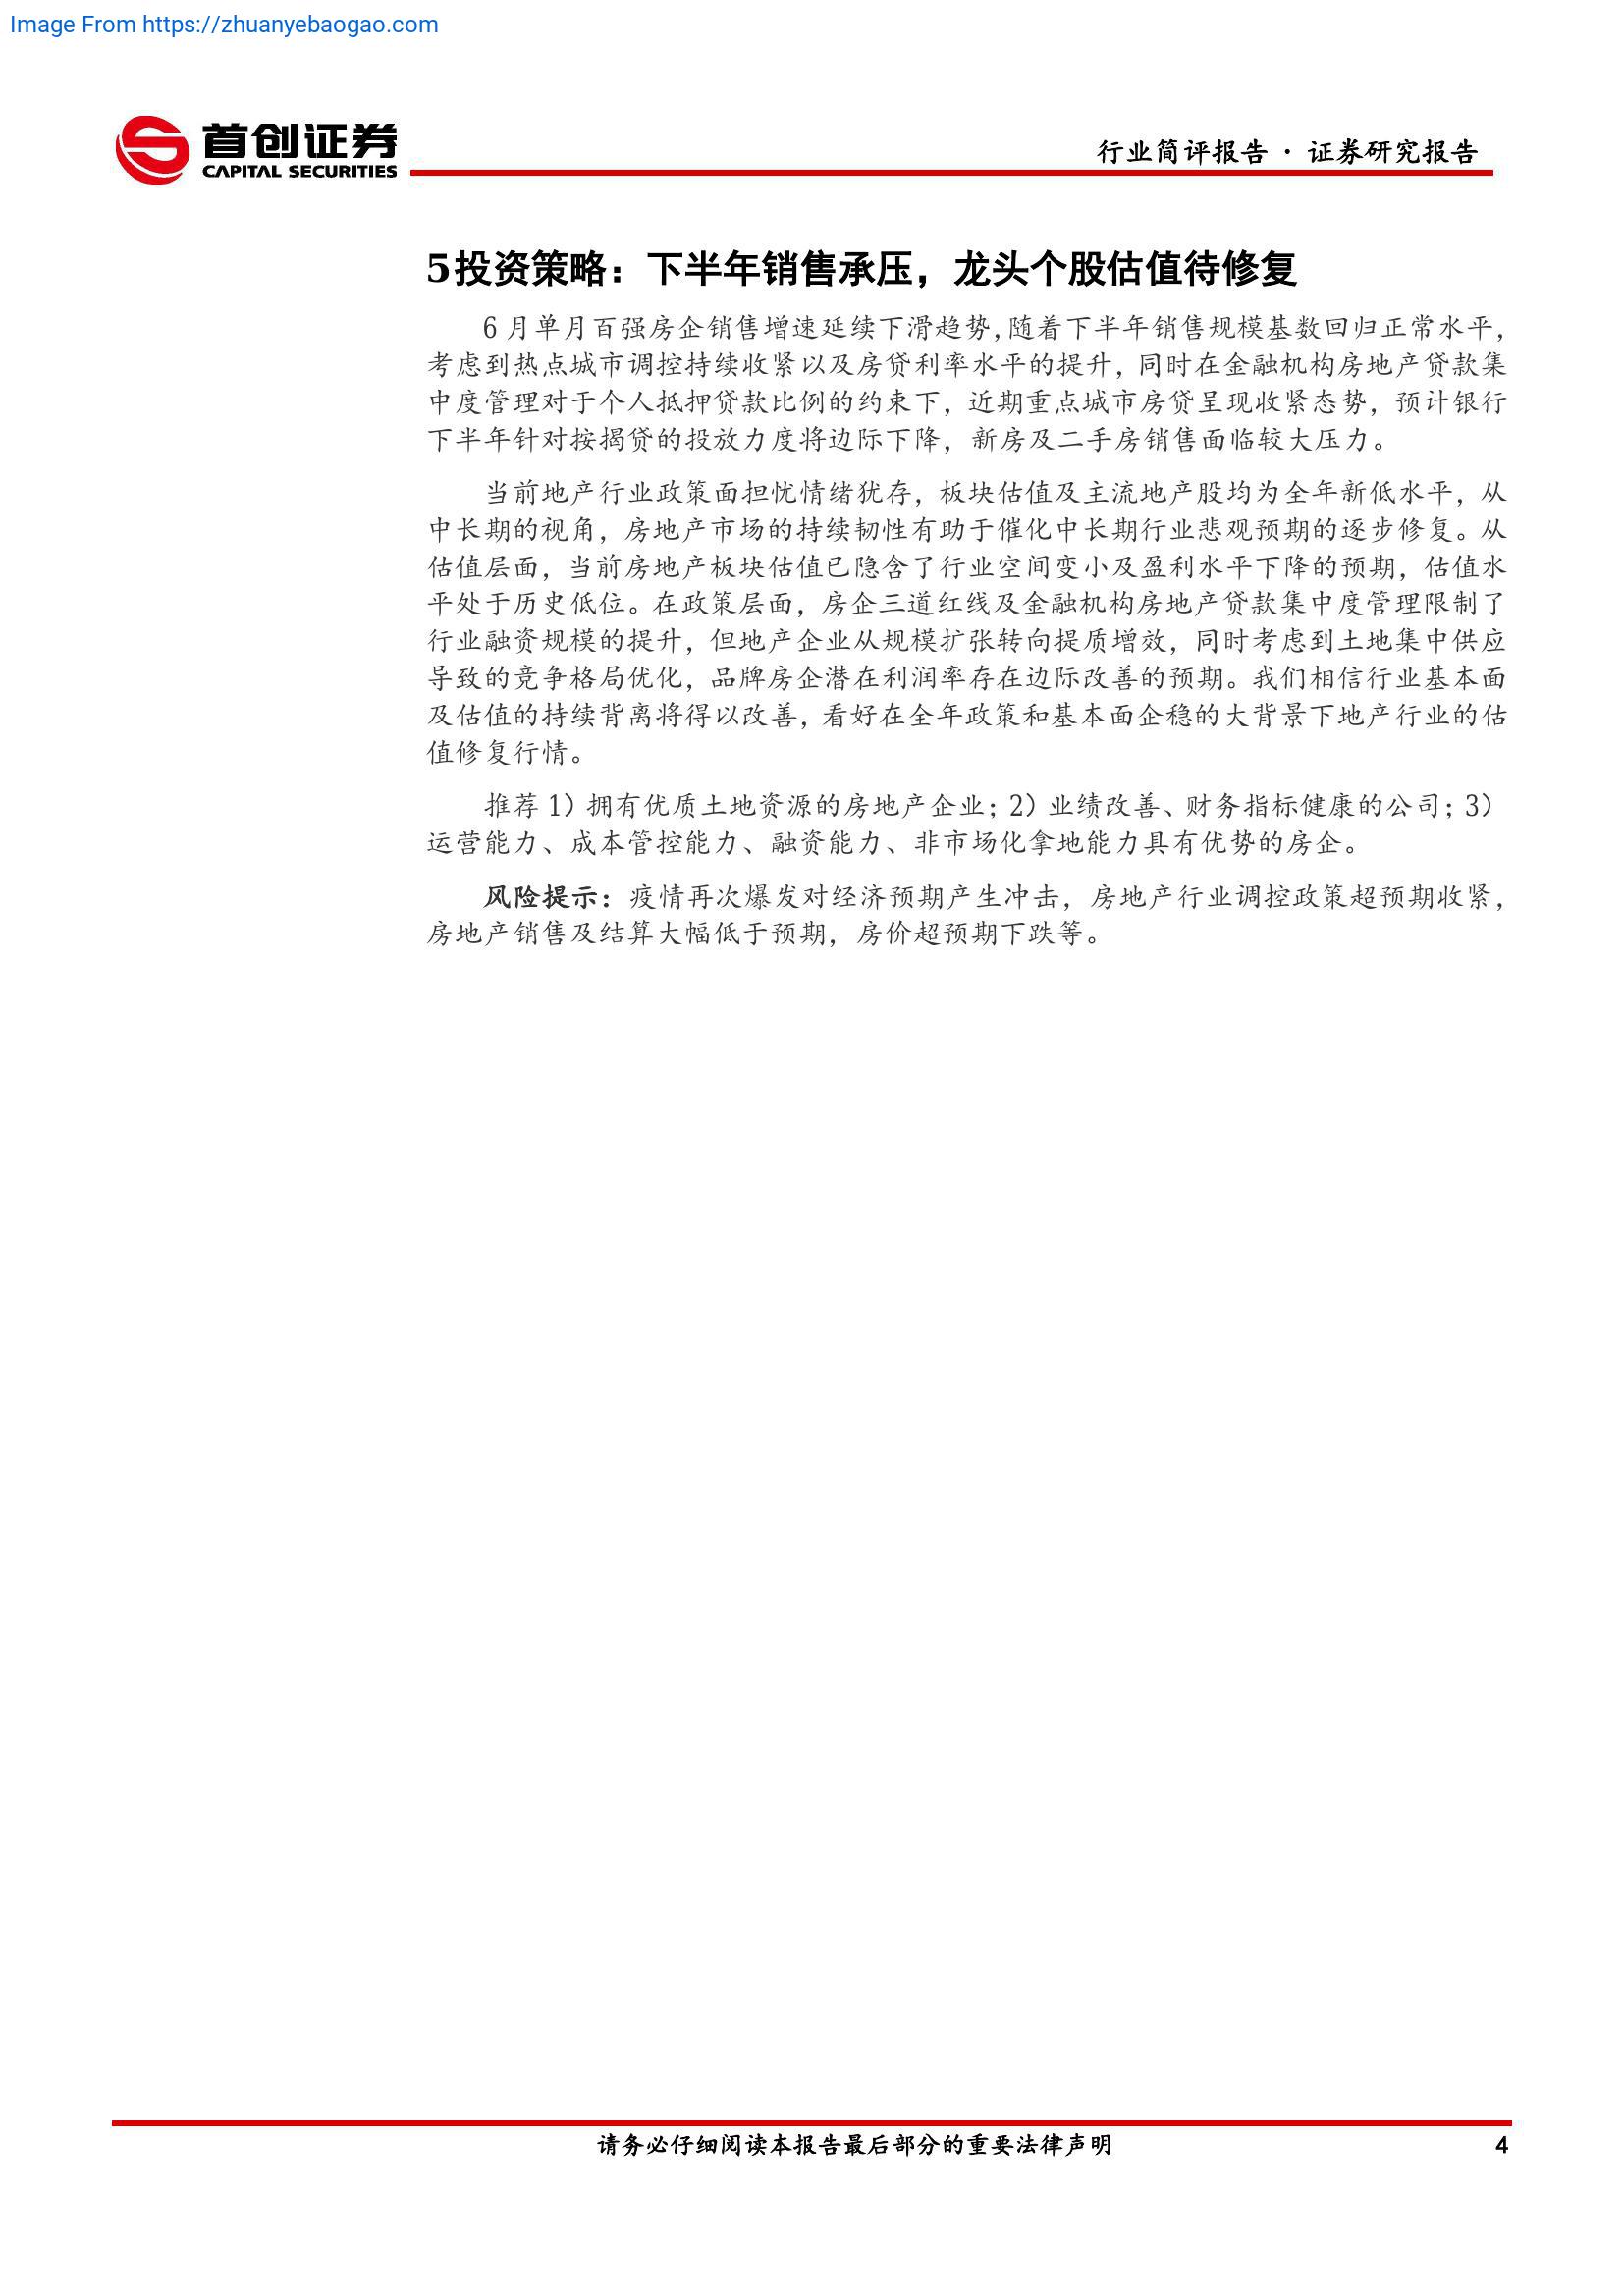 Image From https://zhuanyebaogao.com
首创证券
CAPITAL SECURITIES
行业简评报告 · 证券研究报告
5投资策略：下半年销售承压，龙头个股估值待修复
6 月单月百强房企销售增速延续下滑趋势，随着下半年销售规模基数回归正常水平，
考虑到热点城市调控持续收紧以及房贷利率水平的提升，同时在金融机构房地产贷款集
中度管理对于个人抵押贷款比例的约束下，近期重点城市房贷呈现收紧态势，预计银行
下半年针对按揭贷的投放力度将边际下降，新房及二手房销售面临较大压力。
当前地产行业政策面担忧情绪犹存，板块估值及主流地产股均为全年新低水平，从
中长期的视角，房地产市场的持续韧性有助于催化中长期行业悲观预期的逐步修复。从
估值层面，当前房地产板块估值已隐含了行业空间变小及盈利水平下降的预期，估值水
平处于历史低位。在政策层面，房企三道红线及金融机构房地产贷款集中度管理限制了
行业融资规模的提升，但地产企业从规模扩张转向提质增效，同时考虑到土地集中供应
导致的竞争格局优化，品牌房企潜在利润率存在边际改善的预期。我们相信行业基本面
及估值的持续背离将得以改善，看好在全年政策和基本面企稳的大背景下地产行业的估
值修复行情。
推荐 1）拥有优质土地资源的房地产企业；2）业绩改善、财务指标健康的公司；3）
运营能力、成本管控能力、融资能力、非市场化拿地能力具有优势的房企。
风险提示：疫情再次爆发对经济预期产生冲击，房地产行业调控政策超预期收紧，
房地产销售及结算大幅低于预期，房价超预期下跌等。
请务必仔细阅读本报告最后部分的重要法律声明
4